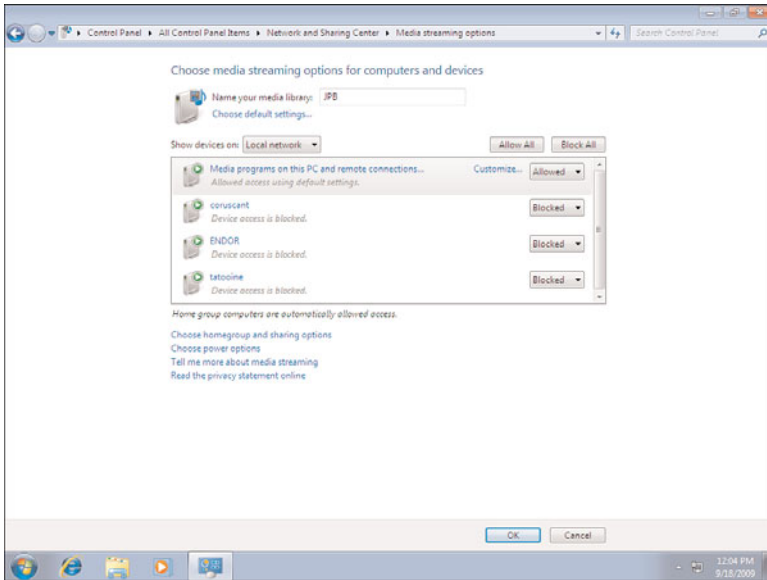 Control Panel ▸ All Control Panel Items ▸ Network and Sharing Center ▸ Media streaming options
Search Control Panel
Choose media streaming options for computers and devices
Name your media library: JPB
Choose default settings...
Show devices on: Local network
Allow All Block All
Media programs on this PC and remote connections... Customize... Allowed
Allowed access using default settings.
coruscant Blocked
Device access is blocked.
ENDOR Blocked
Device access is blocked.
tatooine Blocked
Device access is blocked.
Home group computers are automatically allowed access.
Choose homegroup and sharing options
Choose power options
Tell me more about media streaming
Read the privacy statement online
OK Cancel
12:04 PM
9/18/2009